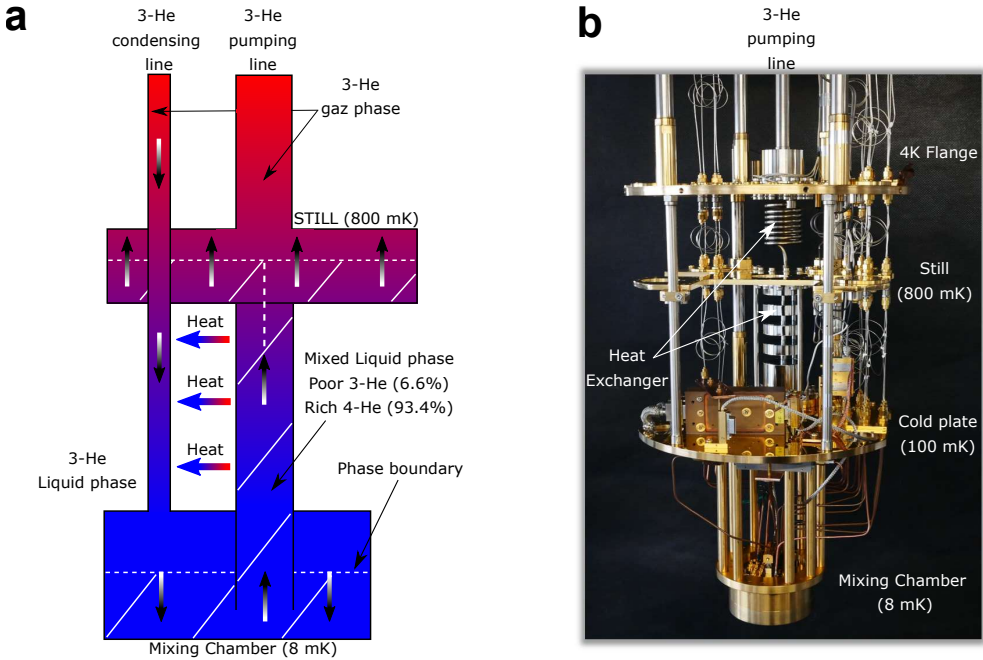 a
3-He
condensing
line
3-He
pumping
line
3-He
gaz phase
STILL (800 mK)
Heat
Heat
Heat
Mixed Liquid phase
Poor 3-He (6.6%)
Rich 4-He (93.4%)
3-He
Liquid phase
Phase boundary
Mixing Chamber (8 mK)
b
3-He
pumping
line
4K Flange
Still
(800 mK)
Heat
Exchanger
Cold plate
(100 mK)
Mixing Chamber
(8 mK)